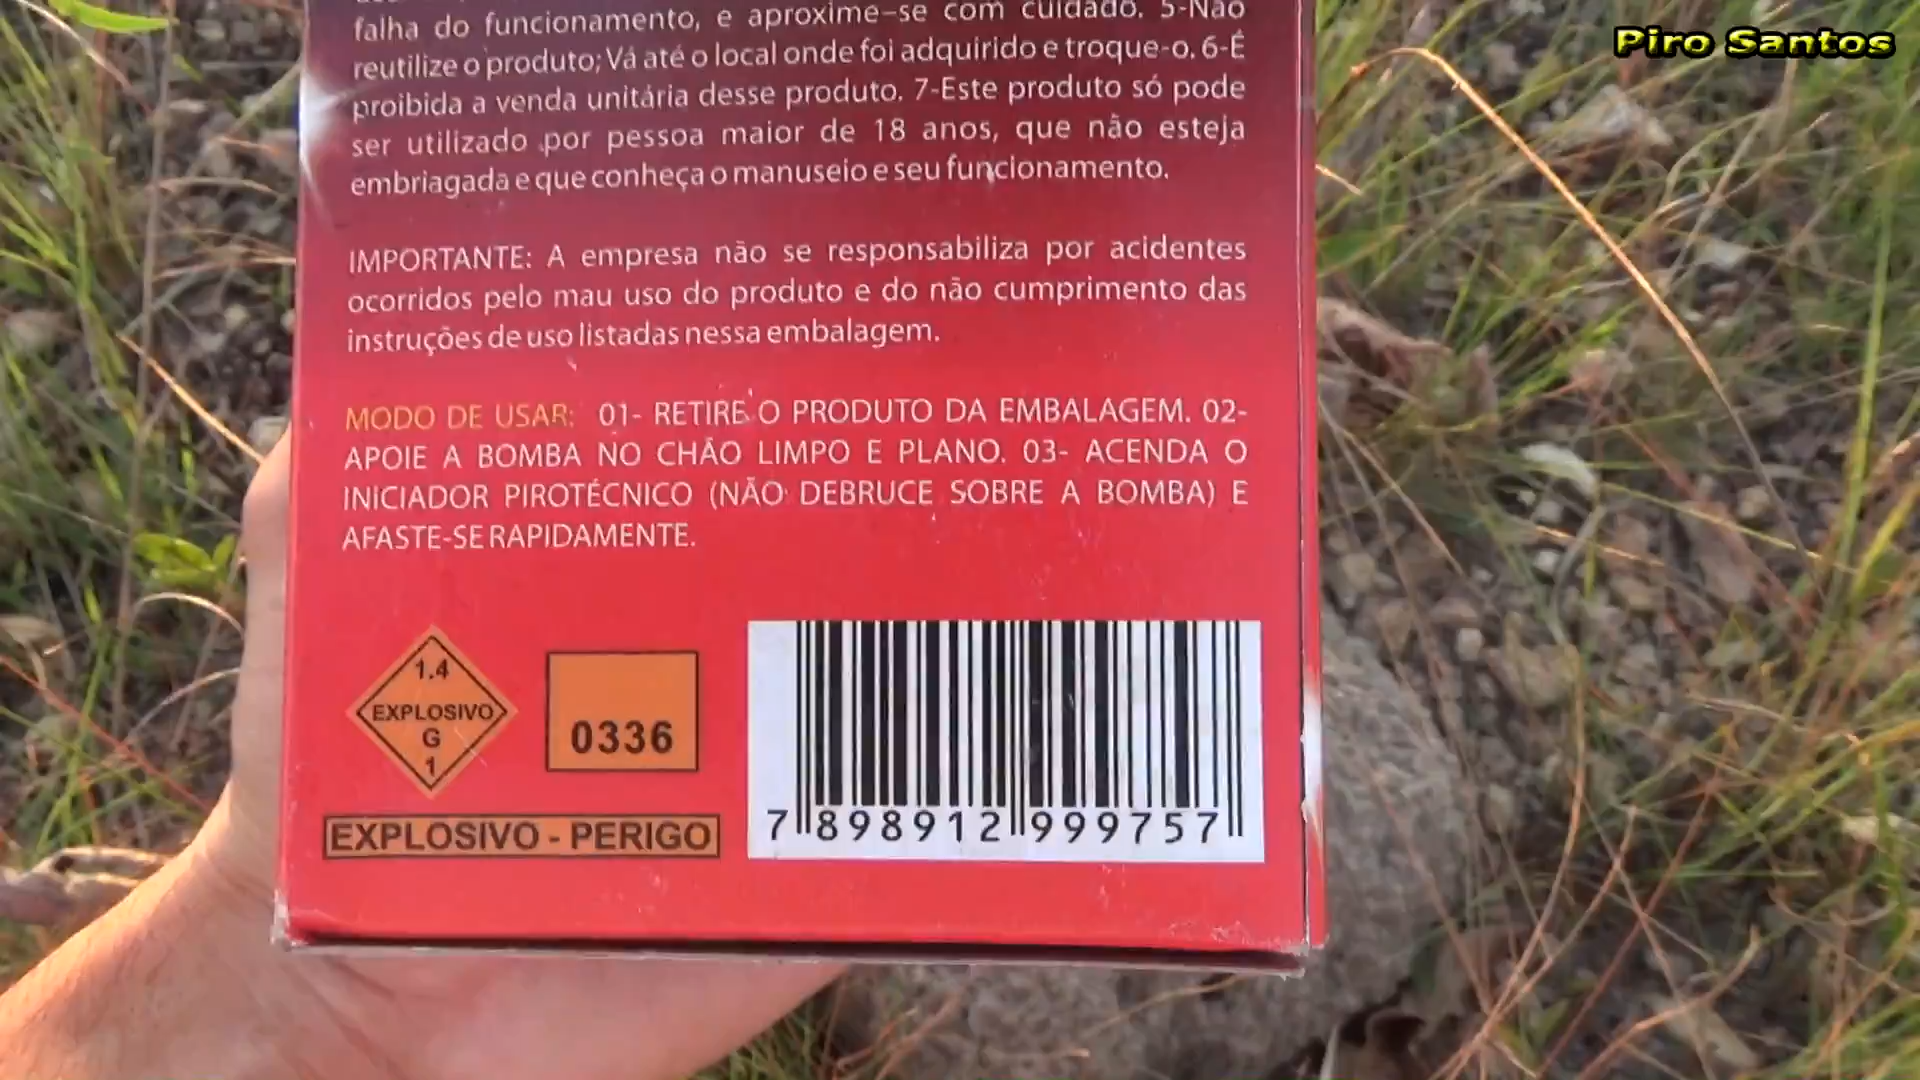 falha do funcionamento, e aproxime-se com cuidado. 5-Não
reutilize o produto; Vá até o local onde foi adquirido e troque-o. 6-É
proibida a venda unitária desse produto. 7-Este produto só pode
ser utilizado por pessoa maior de 18 anos, que não esteja
embriagada e que conheça o manuseio e seu funcionamento.
IMPORTANTE: A empresa não se responsabiliza por acidentes
ocorridos pelo mau uso do produto e do não cumprimento das
instruções de uso listadas nessa embalagem.
MODO DE USAR: 01- RETIRE O PRODUTO DA EMBALAGEM. 02-
APOIE A BOMBA NO CHÃO LIMPO E PLANO. 03- ACENDA O
INICIADOR PIROTÉCNICO (NÃO DEBRUCE SOBRE A BOMBA) E
AFASTE-SE RAPIDAMENTE.
1.4
EXPLOSIVO
G
1
0336
EXPLOSIVO - PERIGO
7 898912 999757
Piro Santos